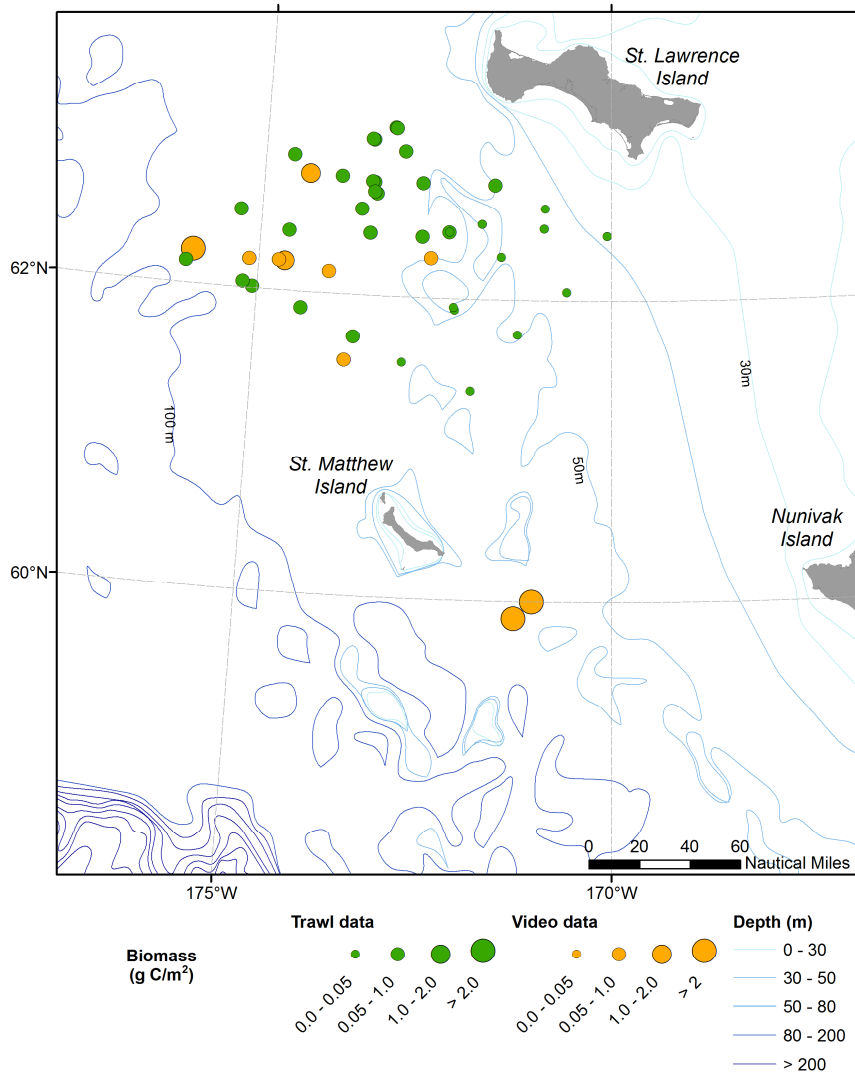 St. Lawrence
Island
62°N
30m
100 m
St. Matthew
Island
50m
Nunivak
Island
60°N
0 20 40 60
Nautical Miles
175°W
170°W
Trawl data
Video data
Depth (m)
Biomass
(g C/m²)
0.0 - 0.05
0.05 - 1.0
1.0 - 2.0
> 2.0
0.0 - 0.05
0.05 - 1.0
1.0 - 2.0
> 2
0 - 30
30 - 50
50 - 80
80 - 200
> 200